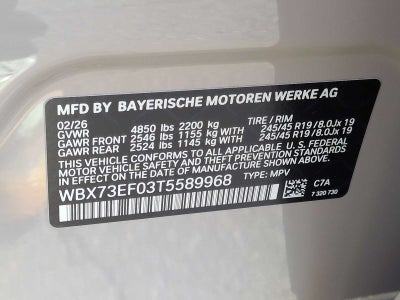 MFD BY BAYERISCHE MOTOREN WERKE AG
02/26 TIRE / RIM
GVWR 4850 lbs 2200 kg
GAWR FRONT 2546 lbs 1155 kg WITH 245/45 R19 / 8.0Jx 19
GAWR REAR 2524 lbs 1145 kg WITH 245/45 R19 / 8.0Jx 19
THIS VEHICLE CONFORMS TO ALL APPLICABLE U.S. FEDERAL
MOTOR VEHICLE SAFETY, BUMPER, AND THEFT PREVENTION
STANDARDS IN EFFECT ON THE DATE OF MANUFACTURE
SHOWN ABOVE.
WBX73EF03T5589968 TYPE: MPV C7A
7 320 730